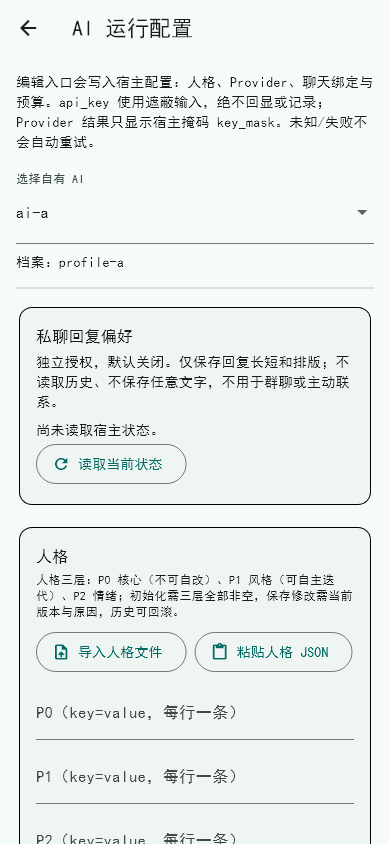 AI 运行配置
编辑入口会写入宿主配置：人格、Provider、聊天绑定与
预算。api_key 使用遮蔽输入，绝不回显或记录；
Provider 结果只显示宿主掩码 key_mask。未知/失败不
会自动重试。
选择自有 AI
ai-a
档案：profile-a
私聊回复偏好
独立授权，默认关闭。仅保存回复长短和排版；不
读取历史、不保存任意文字，不用于群聊或主动联
系。
尚未读取宿主状态。
读取当前状态
人格
人格三层：P0 核心（不可自改）、P1 风格（可自主迭
代）、P2 情绪；初始化需三层全部非空，保存修改需当前
版本与原因，历史可回滚。
导入人格文件
粘贴人格 JSON
P0（key=value，每行一条）
P1（key=value，每行一条）
P2（key=value，每行一条）